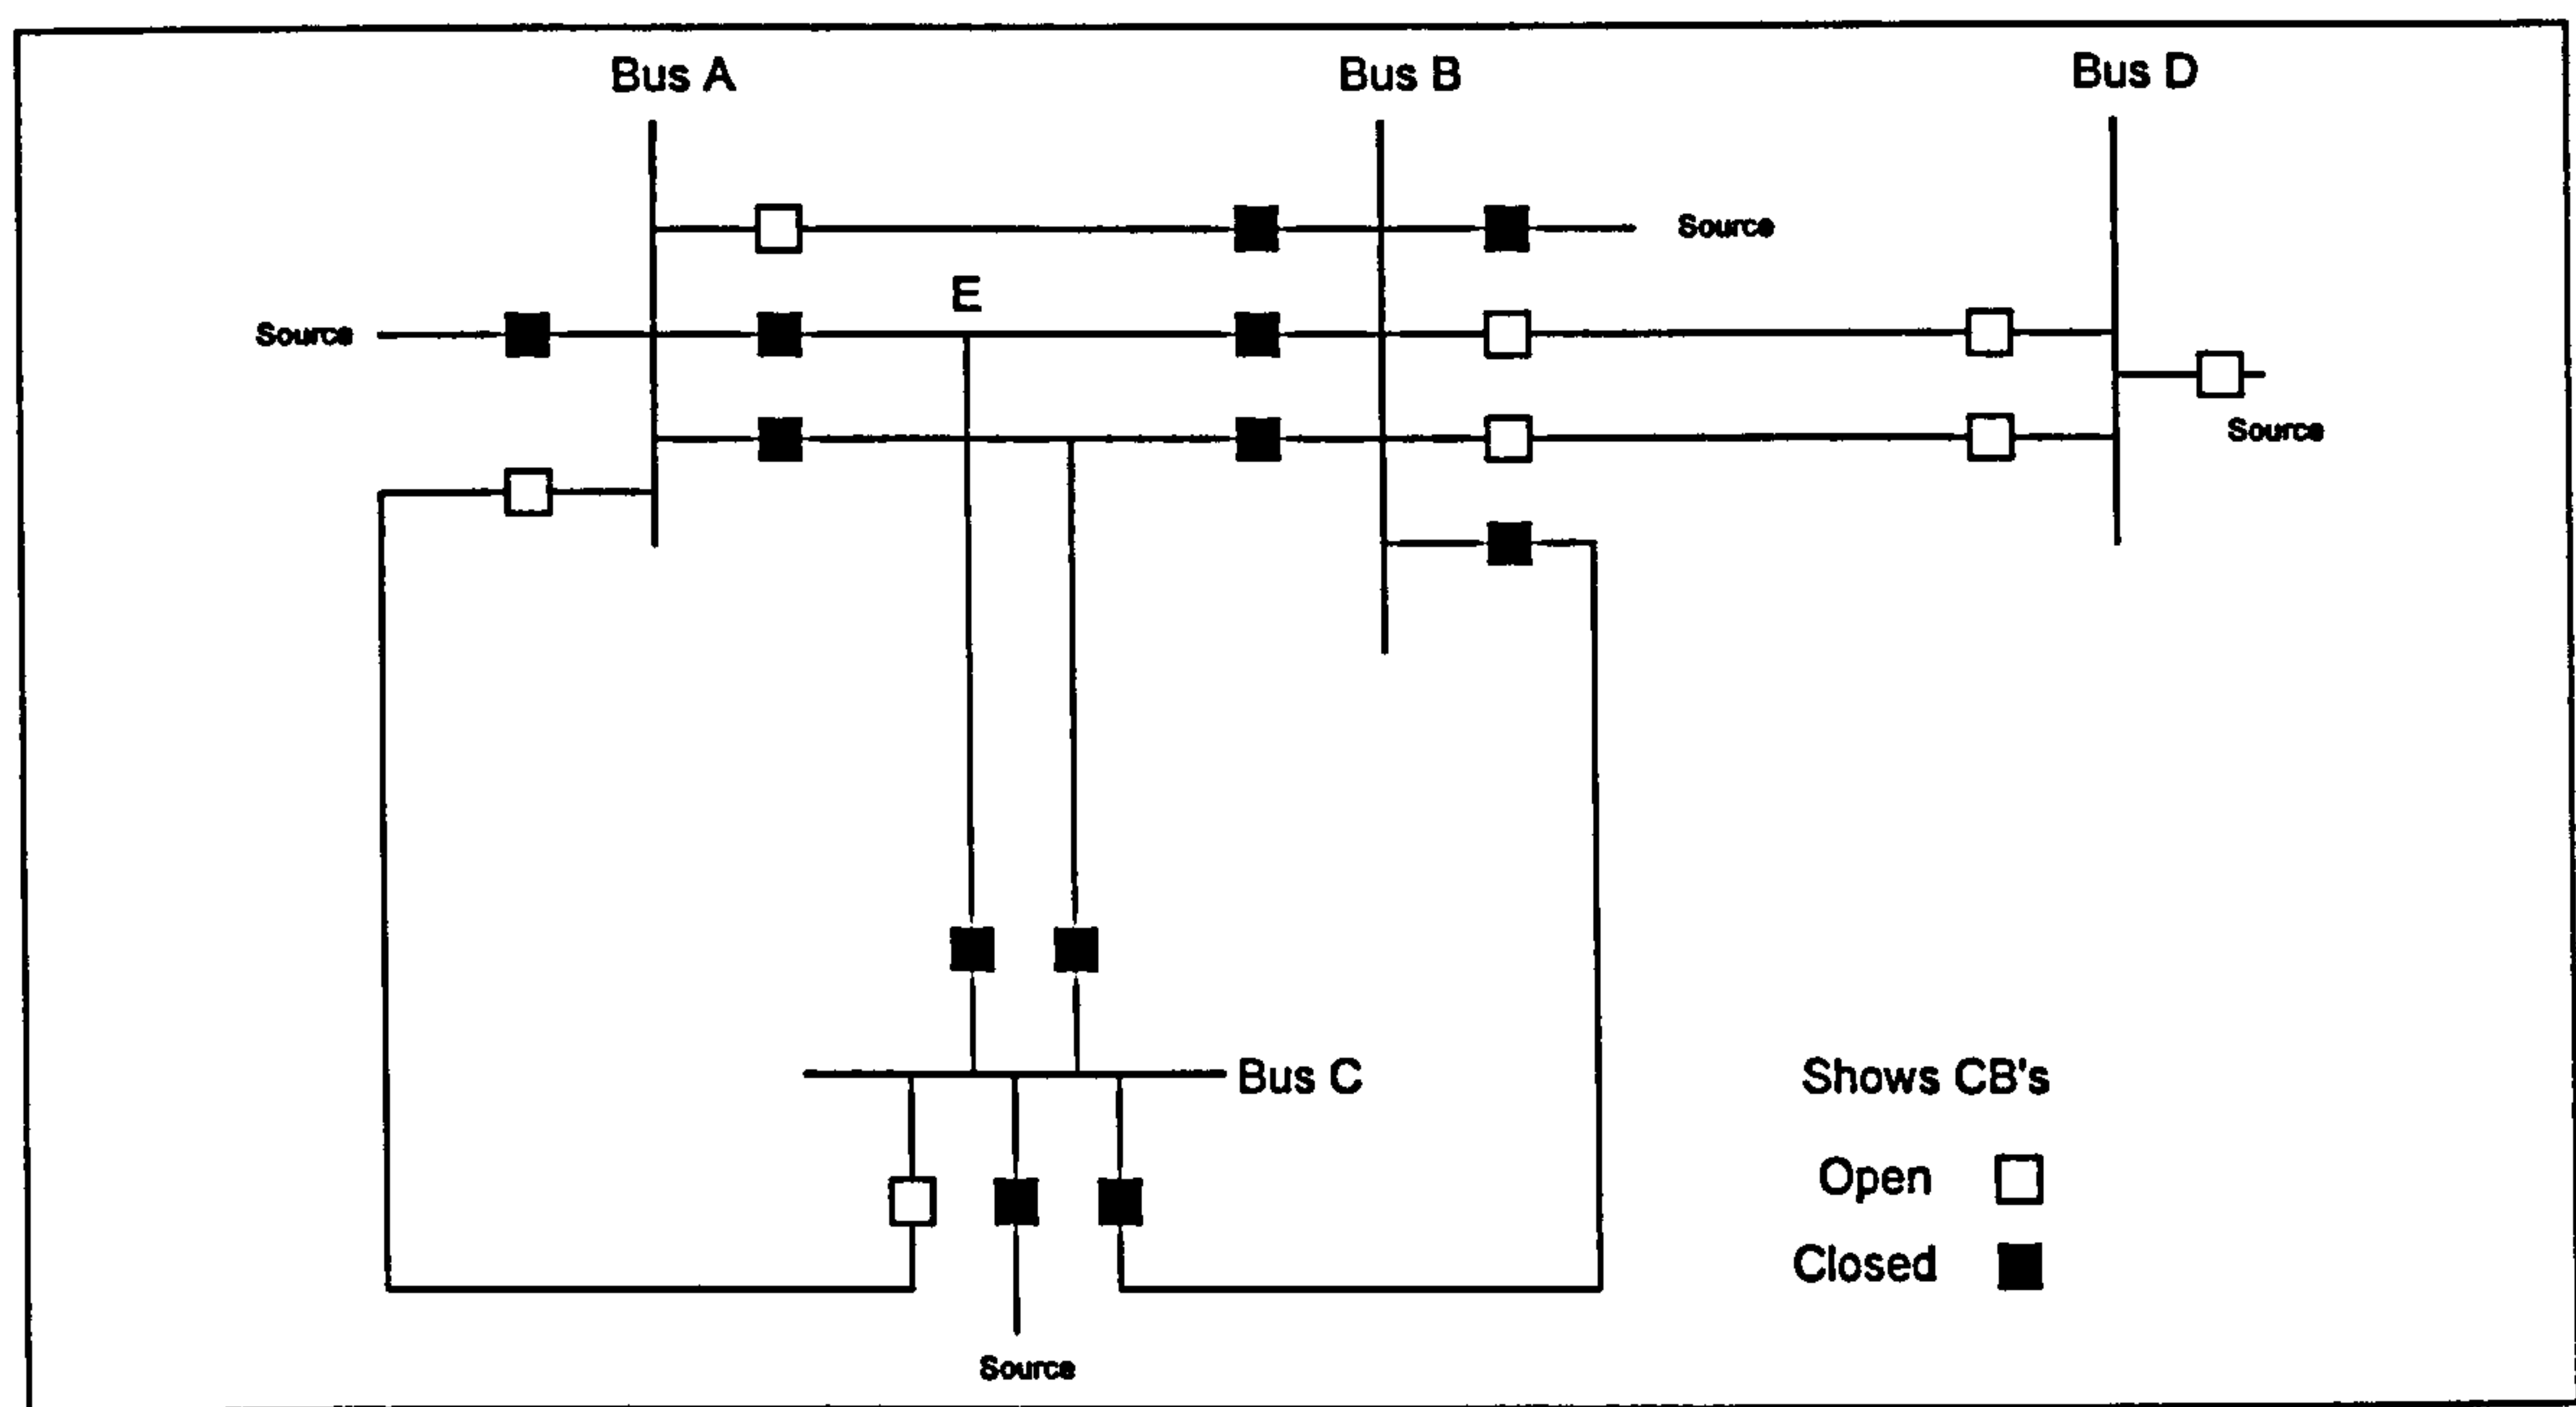 Bus A
Bus B
Bus D
Source
E
Source
Source
Bus C
Shows CB's
Open
Closed
Source